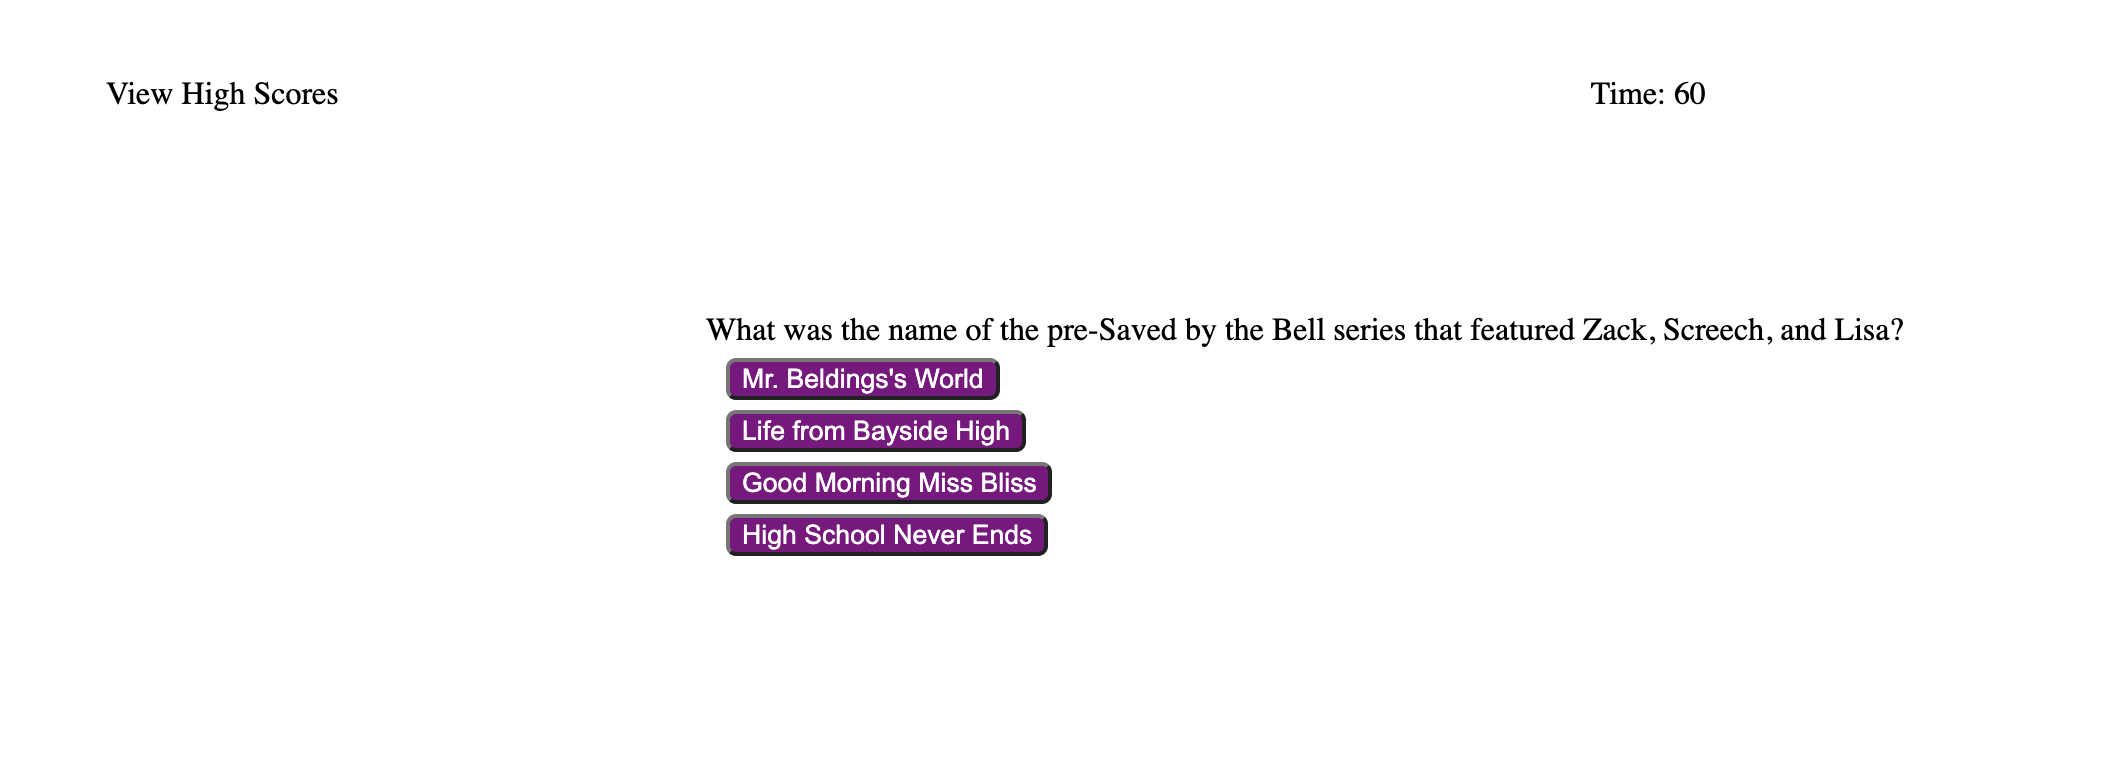 View High Scores
Time: 60
What was the name of the pre-Saved by the Bell series that featured Zack, Screech, and Lisa?
Mr. Beldings's World
Life from Bayside High
Good Morning Miss Bliss
High School Never Ends